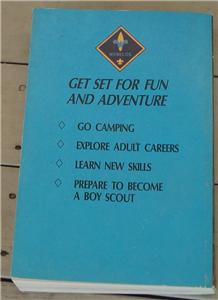 WEBELOS
GET SET FOR FUN
AND ADVENTURE
GO CAMPING
EXPLORE ADULT CAREERS
LEARN NEW SKILLS
PREPARE TO BECOME
A BOY SCOUT